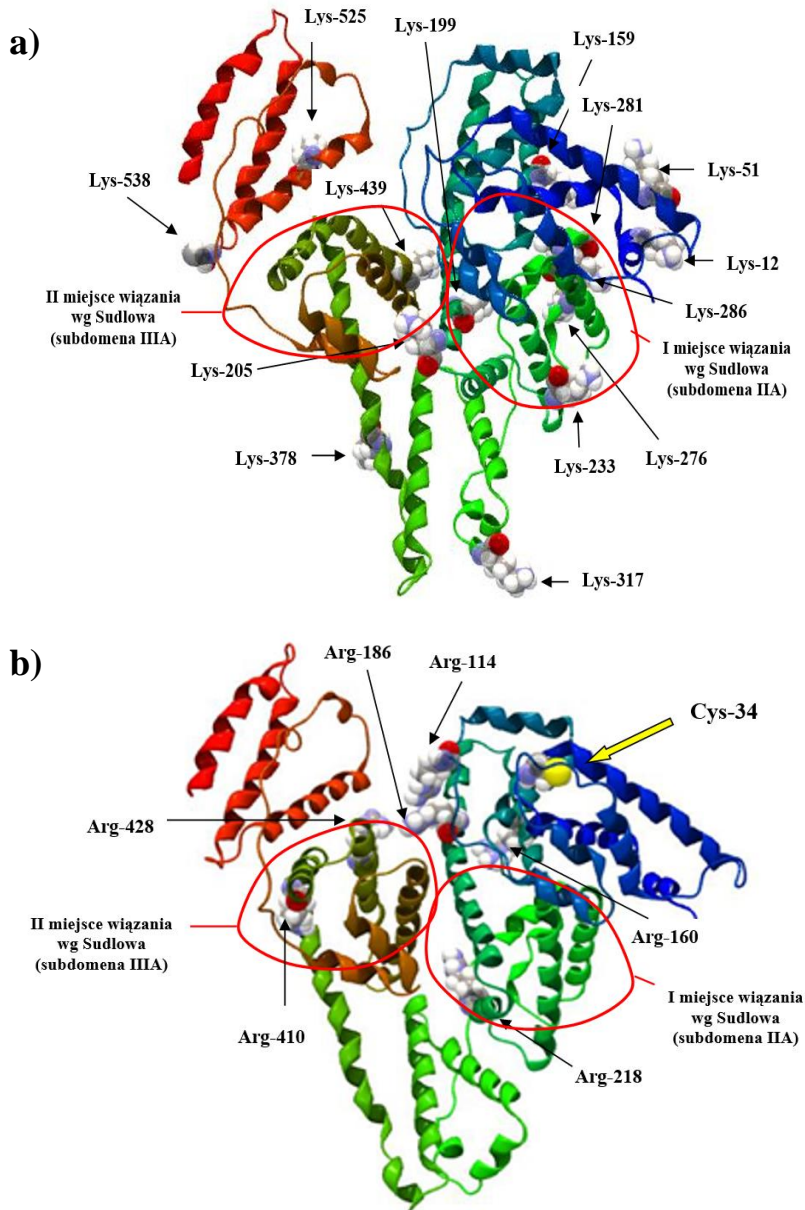 a)
Lys-525
Lys-199
Lys-159
Lys-281
Lys-51
Lys-538
Lys-439
Lys-12
II miejsce wiązania
wg Sudlowa
(subdomena IIIA)
Lys-286
Lys-205
I miejsce wiązania
wg Sudlowa
(subdomena IIA)
Lys-378
Lys-233
Lys-276
Lys-317
b)
Arg-186
Arg-114
Cys-34
Arg-428
II miejsce wiązania
wg Sudlowa
(subdomena IIIA)
Arg-160
I miejsce wiązania
wg Sudlowa
(subdomena IIA)
Arg-410
Arg-218